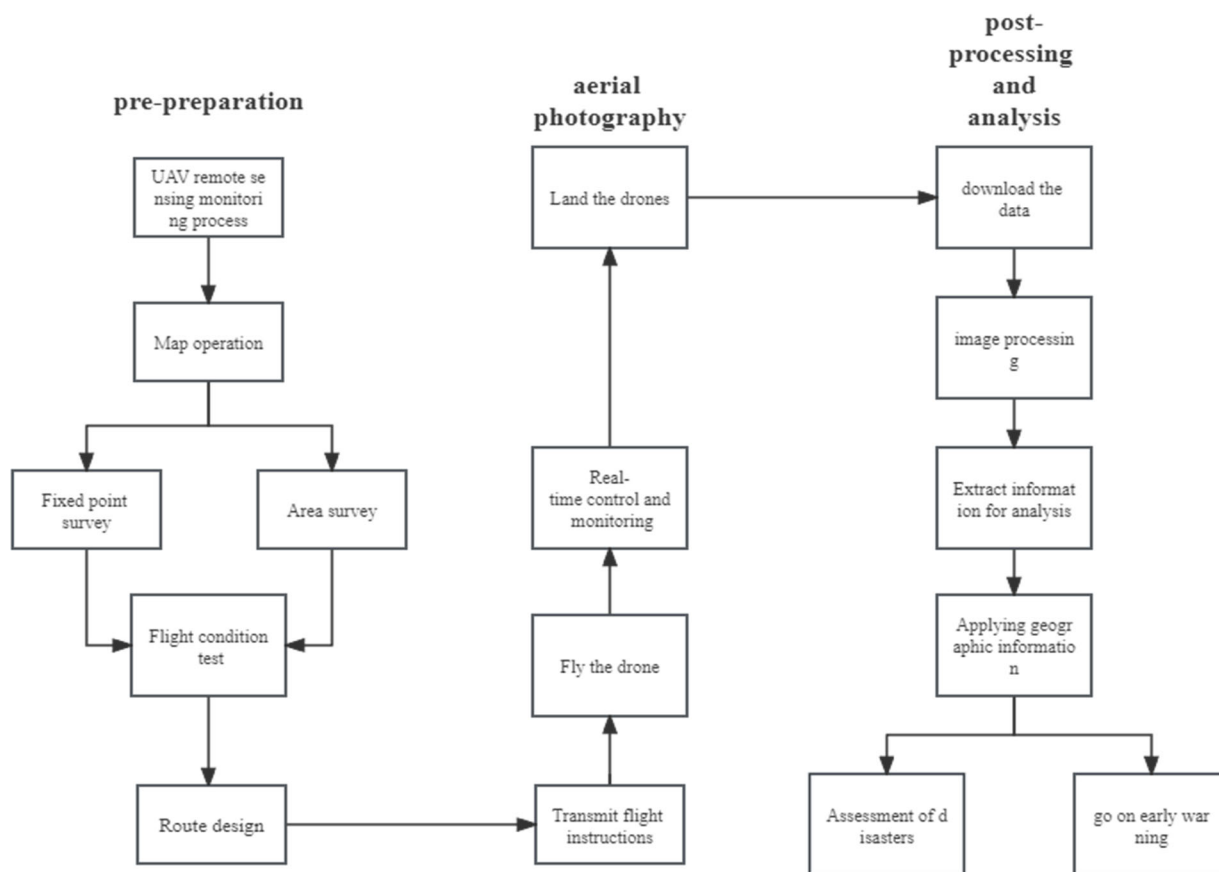 pre-preparation
UAV remote se
nsing monitori
ng process
Map operation
Fixed point
survey
Area survey
Flight condition
test
Route design
aerial
photography
Land the drones
Real-
time control and
monitoring
Fly the drone
Transmit flight
instructions
post-
processing
and
analysis
download the
data
image processin
g
Extract informat
ion for analysis
Applying geogr
aphic informatio
n
Assessment of d
isasters
go on early war
ning